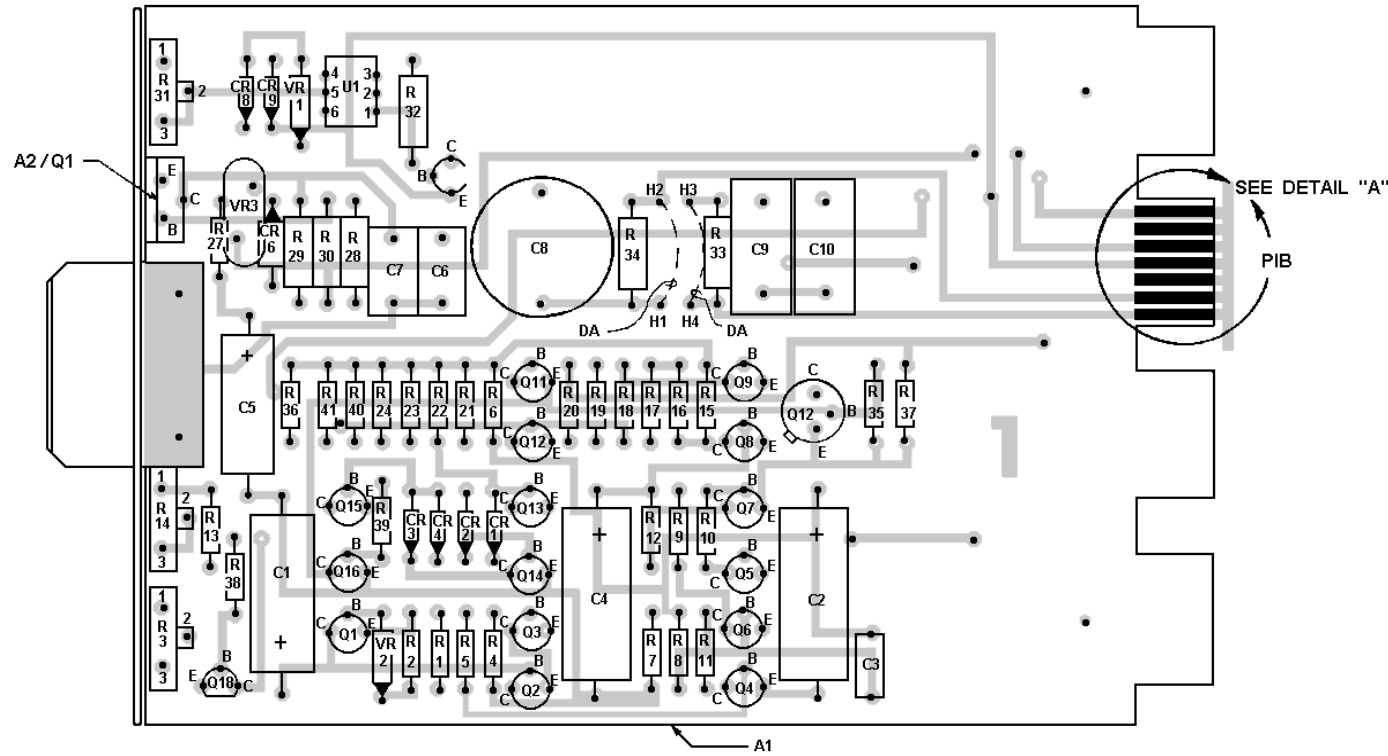 1
R
31
2
3
CR
8
CR
9
VR
1
4
5
6
U1
3
2
1
R
32
C
B
E
A2/Q1
E
C
B
VR3
R
27
CR
6
R
29
R
30
R
28
C7
C6
C8
R
34
H2
H3
H1
H4
DA
DA
R
33
C9
C10
SEE DETAIL "A"
PIB
C5
R
36
R
41
R
40
R
24
R
23
R
22
R
21
R
6
B
C
Q11
E
B
C
Q12
E
R
20
R
19
R
18
R
17
R
16
R
15
B
C
Q9
E
B
C
Q8
E
C
Q12
B
E
R
35
R
37
1
1
R
14
2
3
R
13
R
38
C1
B
C
Q15
E
R
39
CR
3
CR
4
CR
2
CR
1
B
C
Q13
E
B
C
Q16
E
B
C
Q14
E
C4
R
12
R
9
R
10
B
C
Q7
E
B
C
Q5
E
C2
1
R
3
2
3
B
E
Q18
C
B
C
Q1
E
VR
2
R
2
R
1
R
5
R
4
B
C
Q3
E
B
C
Q2
E
R
7
R
8
R
11
B
C
Q6
E
B
C
Q4
E
C3
A1